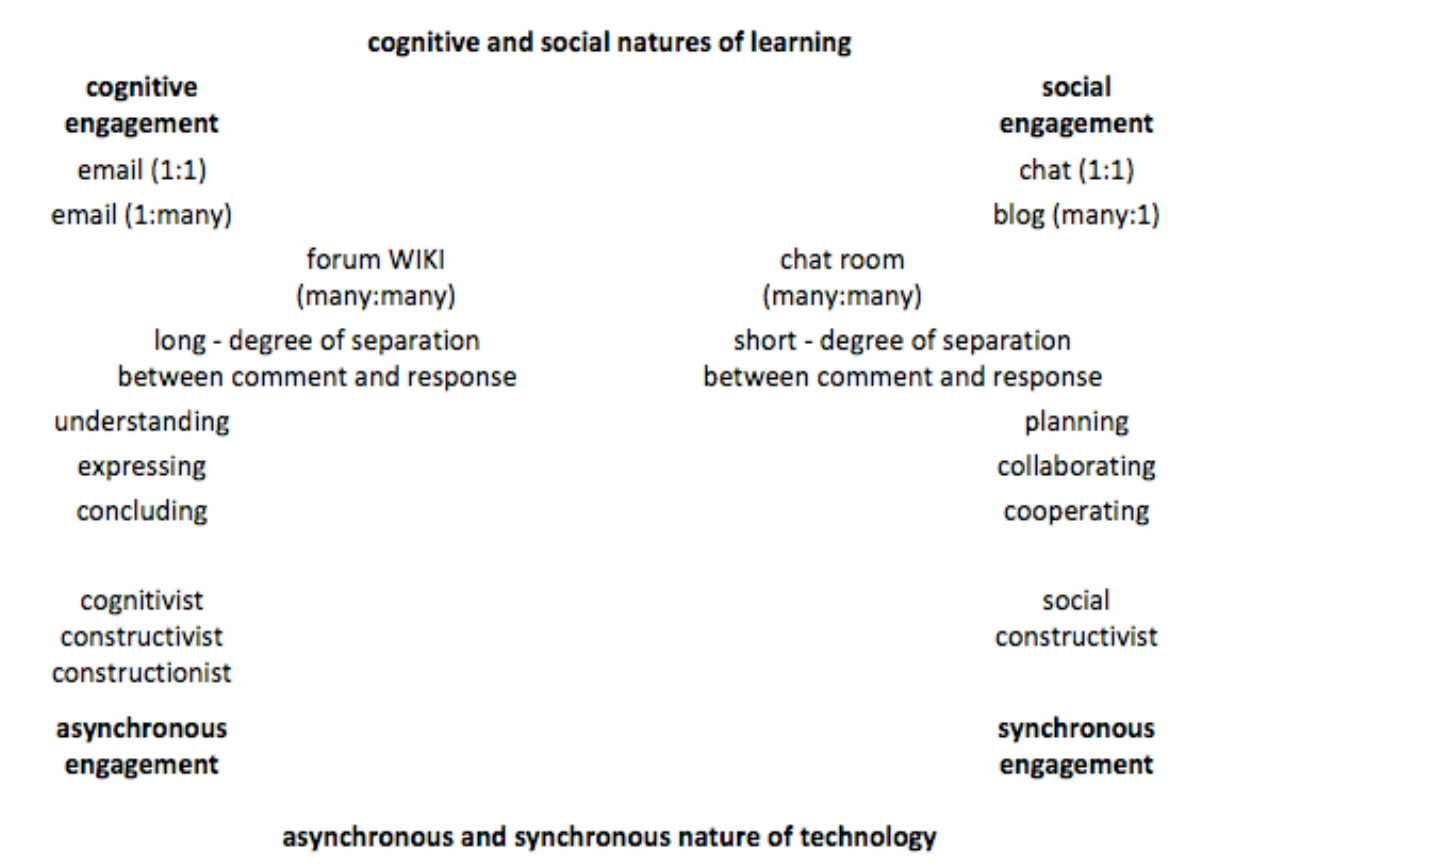 cognitive and social natures of learning
cognitive social
engagement engagement
email (1:1) chat (1:1)
email (1:many) blog (many:1)
forum WIKI chat room
(many:many) (many:many)
long - degree of separation short - degree of separation
between comment and response between comment and response
understanding planning
expressing collaborating
concluding cooperating
cognitivist social
constructivist constructivist
constructionist
asynchronous synchronous
engagement engagement
asynchronous and synchronous nature of technology